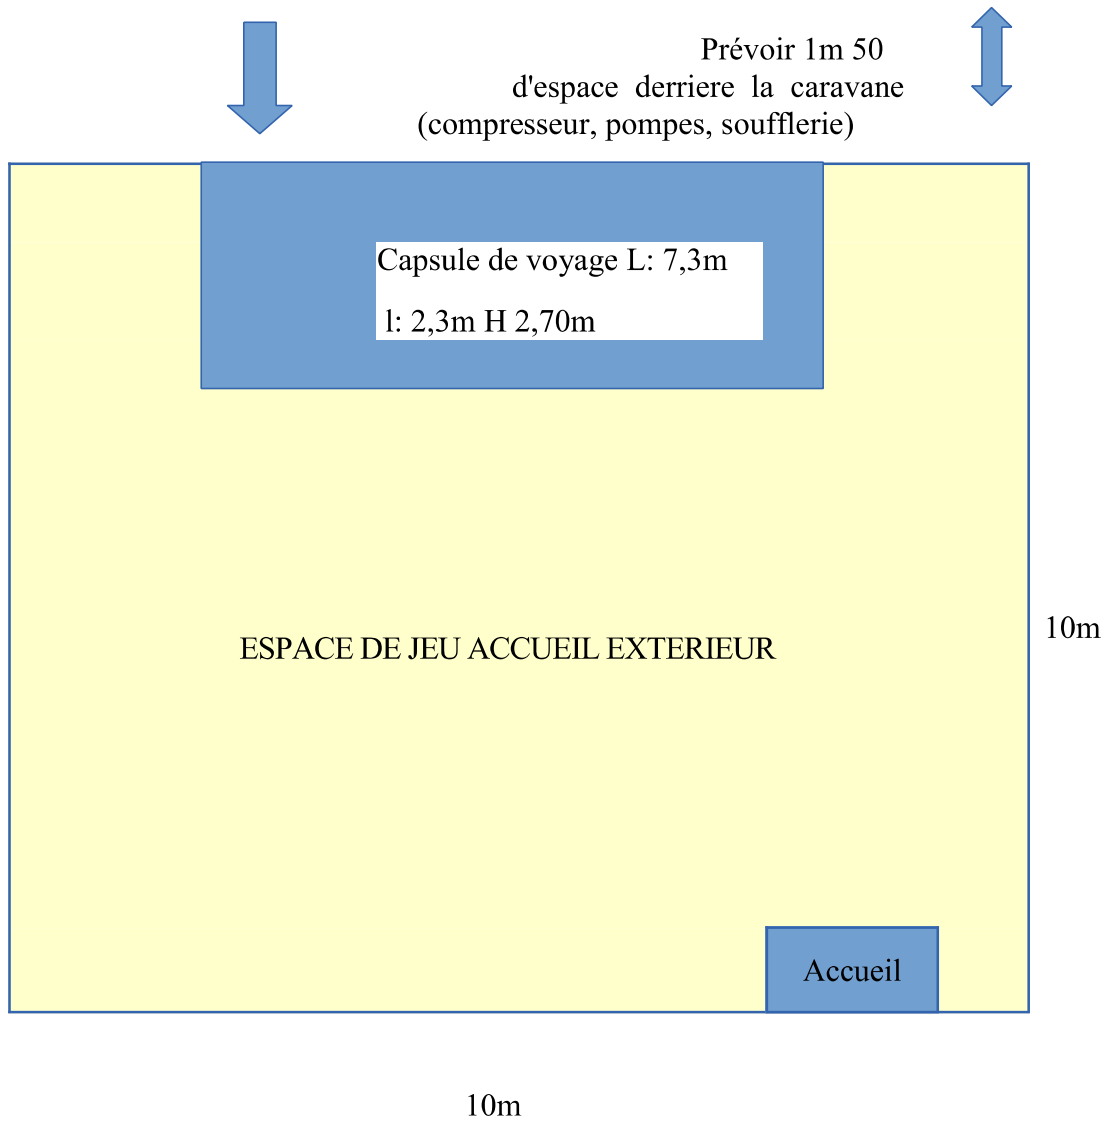 Prévoir 1m 50
d'espace derriere la caravane
(compresseur, pompes, soufflerie)
Capsule de voyage L: 7,3m
l: 2,3m H 2,70m
ESPACE DE JEU ACCUEIL EXTERIEUR
10m
Accueil
10m